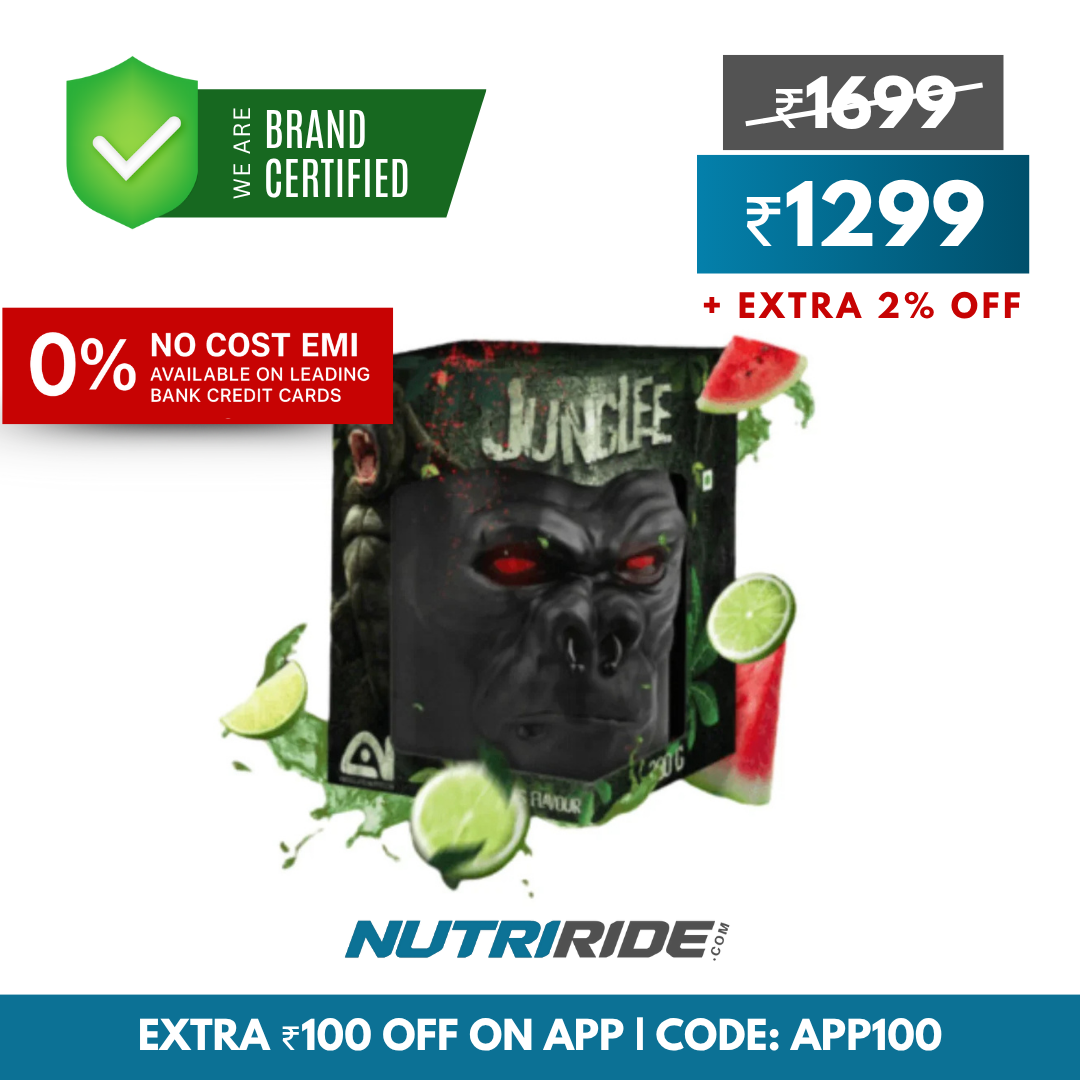 WE ARE
BRAND
CERTIFIED
₹1699
₹1299
+ EXTRA 2% OFF
0%
NO COST EMI
AVAILABLE ON LEADING
BANK CREDIT CARDS
JUNGLEE
FLAVOUR
NUTRIRIDE.COM
EXTRA ₹100 OFF ON APP | CODE: APP100